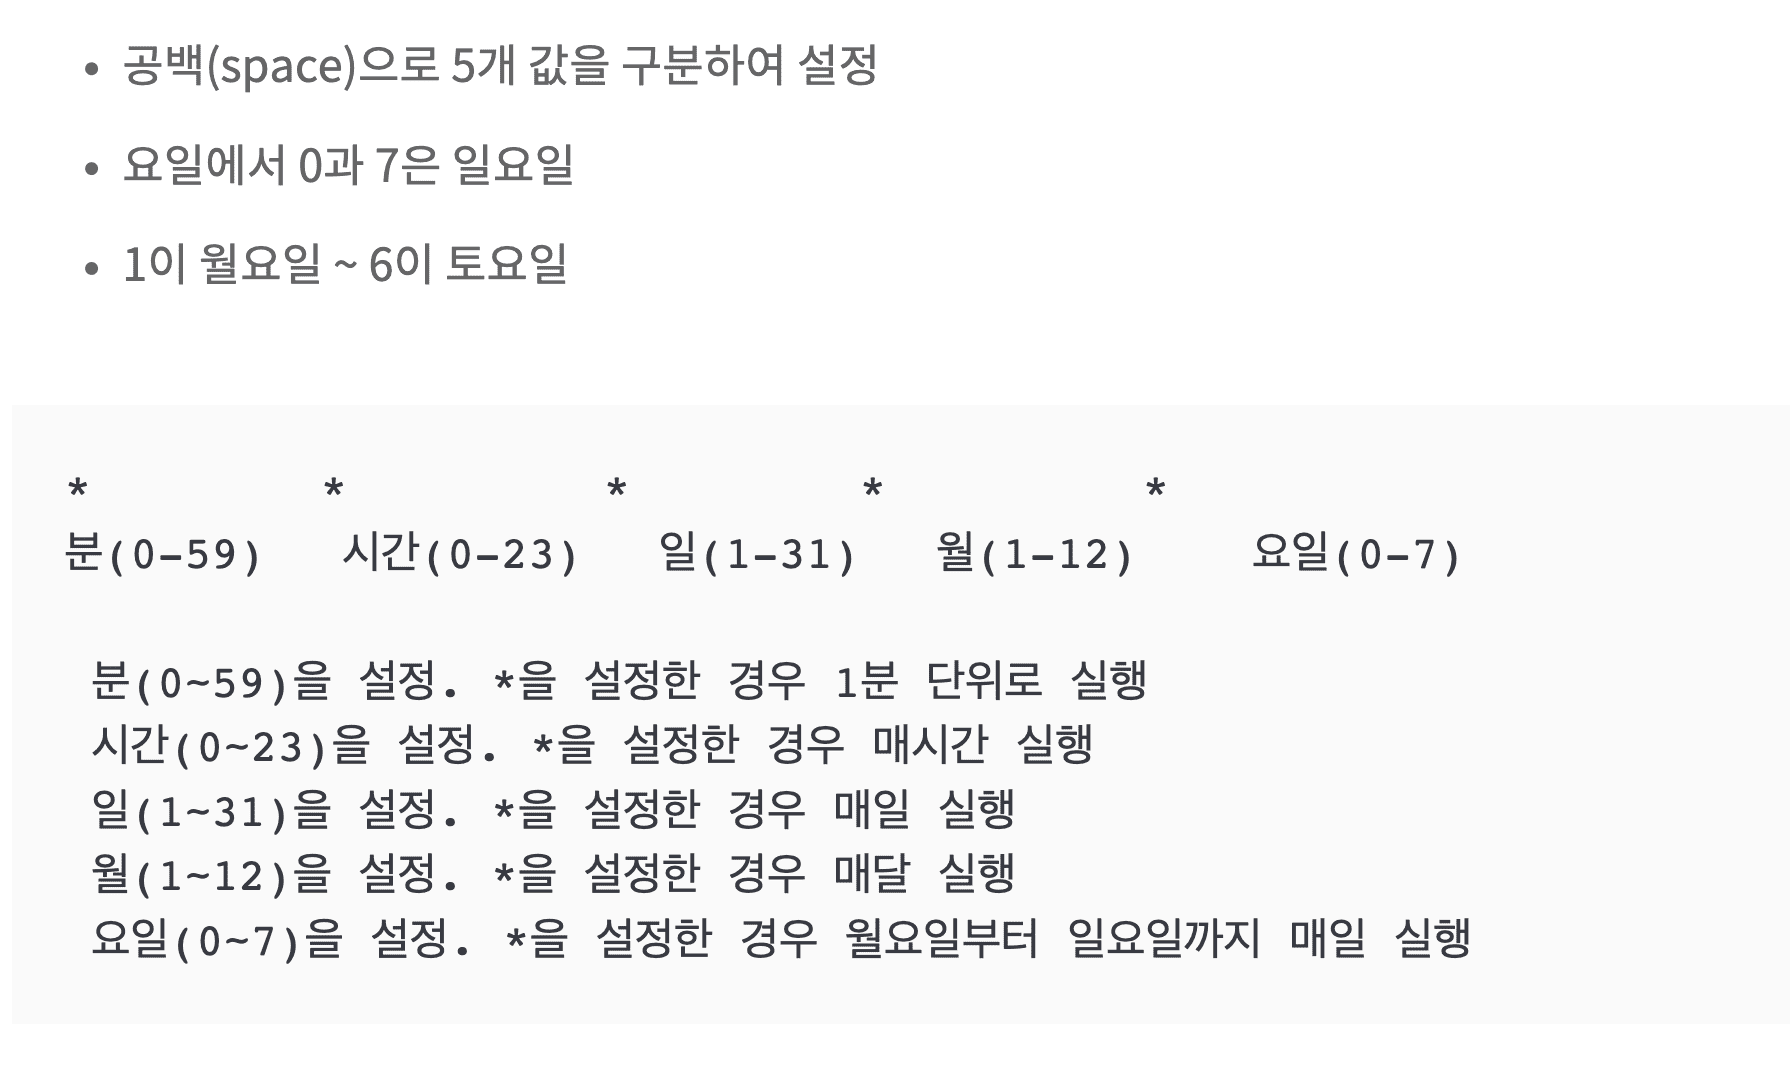 • 공백(space)으로 5개 값을 구분하여 설정
• 요일에서 0과 7은 일요일
• 1이 월요일 ~ 6이 토요일
* * * * *
분(0-59) 시간(0-23) 일(1-31) 월(1-12) 요일(0-7)
분(0~59)을 설정. *을 설정한 경우 1분 단위로 실행
시간(0~23)을 설정. *을 설정한 경우 매시간 실행
일(1~31)을 설정. *을 설정한 경우 매일 실행
월(1~12)을 설정. *을 설정한 경우 매달 실행
요일(0~7)을 설정. *을 설정한 경우 월요일부터 일요일까지 매일 실행